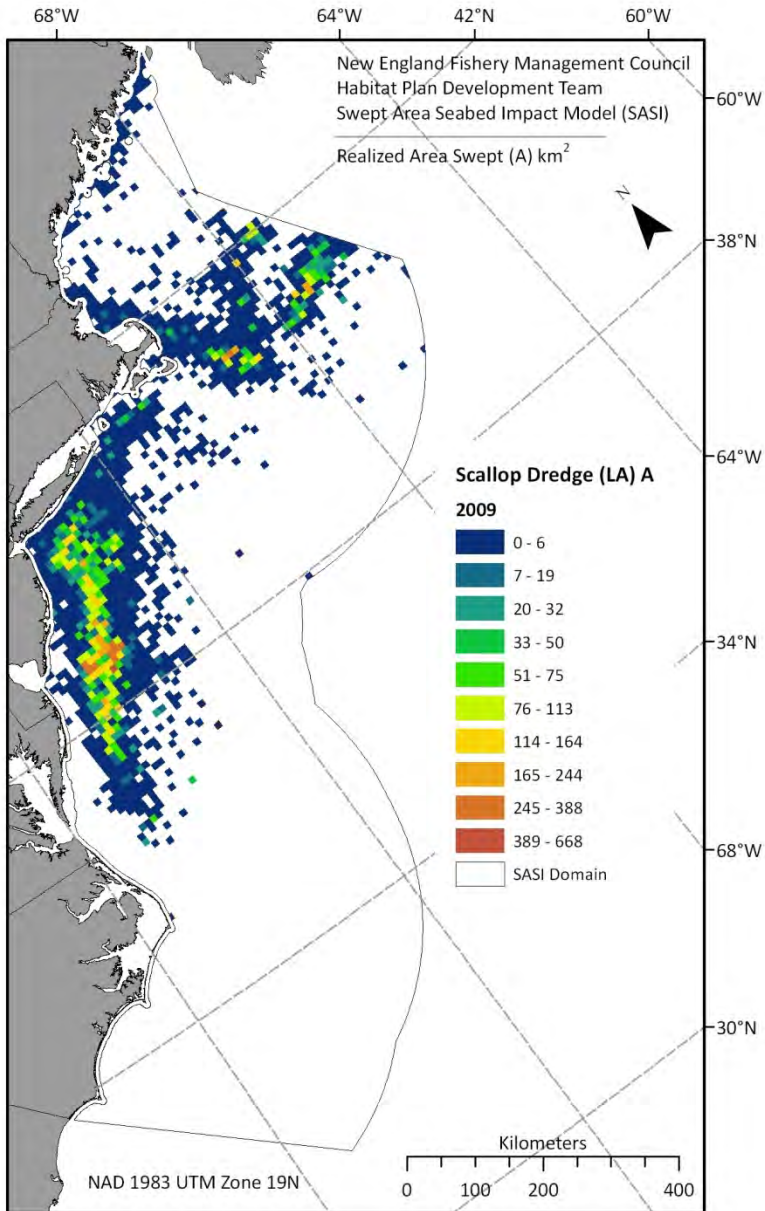 68°W
64°W
42°N
60°W
New England Fishery Management Council
Habitat Plan Development Team
Swept Area Seabed Impact Model (SASI)
Realized Area Swept (A) km²
60°W
N
38°N
64°W
Scallop Dredge (LA) A
2009
0 - 6
7 - 19
20 - 32
33 - 50
51 - 75
76 - 113
114 - 164
165 - 244
245 - 388
389 - 668
SASI Domain
34°N
68°W
30°N
Kilometers
0 100 200 400
NAD 1983 UTM Zone 19N